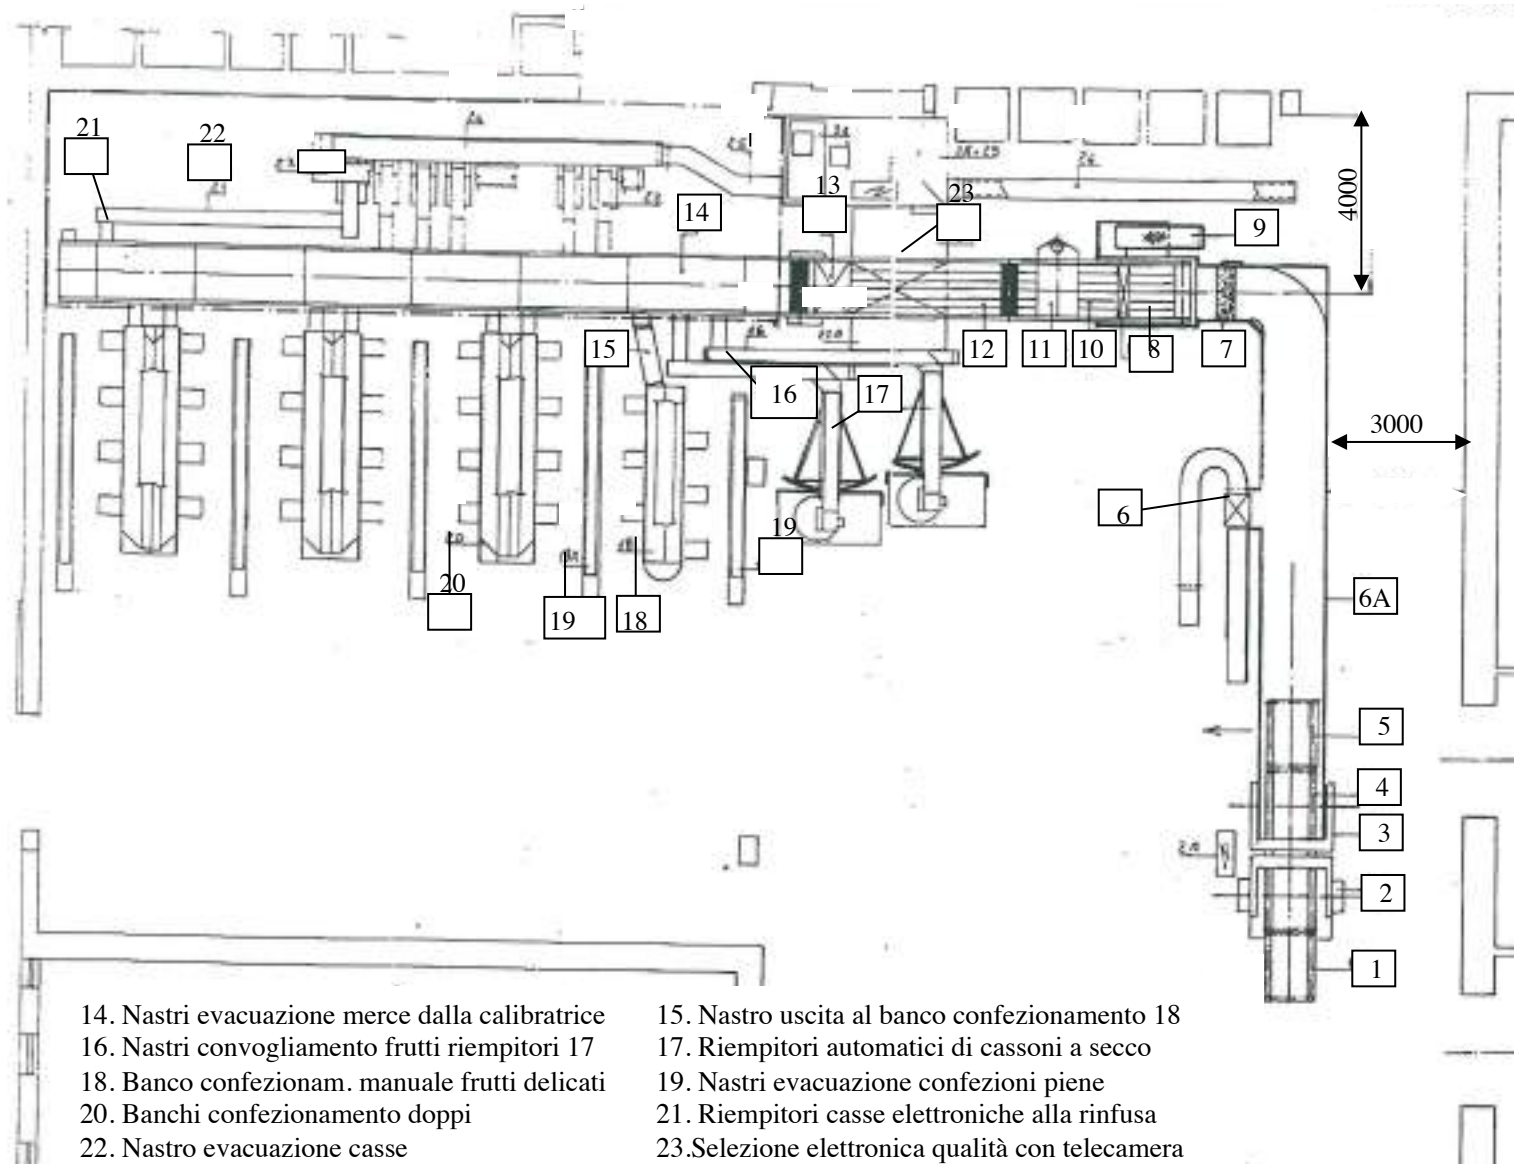 21
22
13
23
14
9
4000
15
16
17
12
11
10
8
7
3000
6
19
20
19
18
6A
5
4
3
2
1
14. Nastri evacuazione merce dalla calibratrice
15. Nastro uscita al banco confezionamento 18
16. Nastri convogliamento frutti riempitori 17
17. Riempitori automatici di cassoni a secco
18. Banco confezionam. manuale frutti delicati
19. Nastri evacuazione confezioni piene
20. Banchi confezionamento doppi
21. Riempitori casse elettroniche alla rinfusa
22. Nastro evacuazione casse
23.Selezione elettronica qualità con telecamera